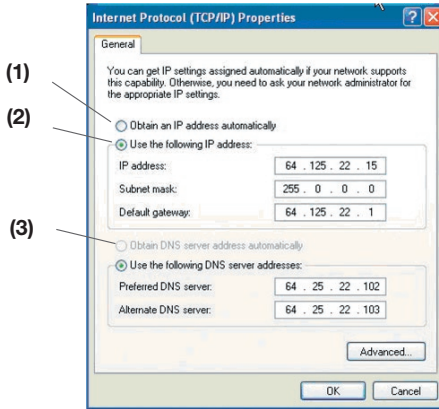 Internet Protocol (TCP/IP) Properties
General
You can get IP settings assigned automatically if your network supports
this capability. Otherwise, you need to ask your network administrator for
the appropriate IP settings.
(1)
Obtain an IP address automatically
(2)
Use the following IP address:
IP address: 64 . 125 . 22 . 15
Subnet mask: 255 . 0 . 0 . 0
Default gateway: 64 . 125 . 22 . 1
(3)
Obtain DNS server address automatically
Use the following DNS server addresses:
Preferred DNS server: 64 . 25 . 22 . 102
Alternate DNS server: 64 . 25 . 22 . 103
Advanced...
OK Cancel